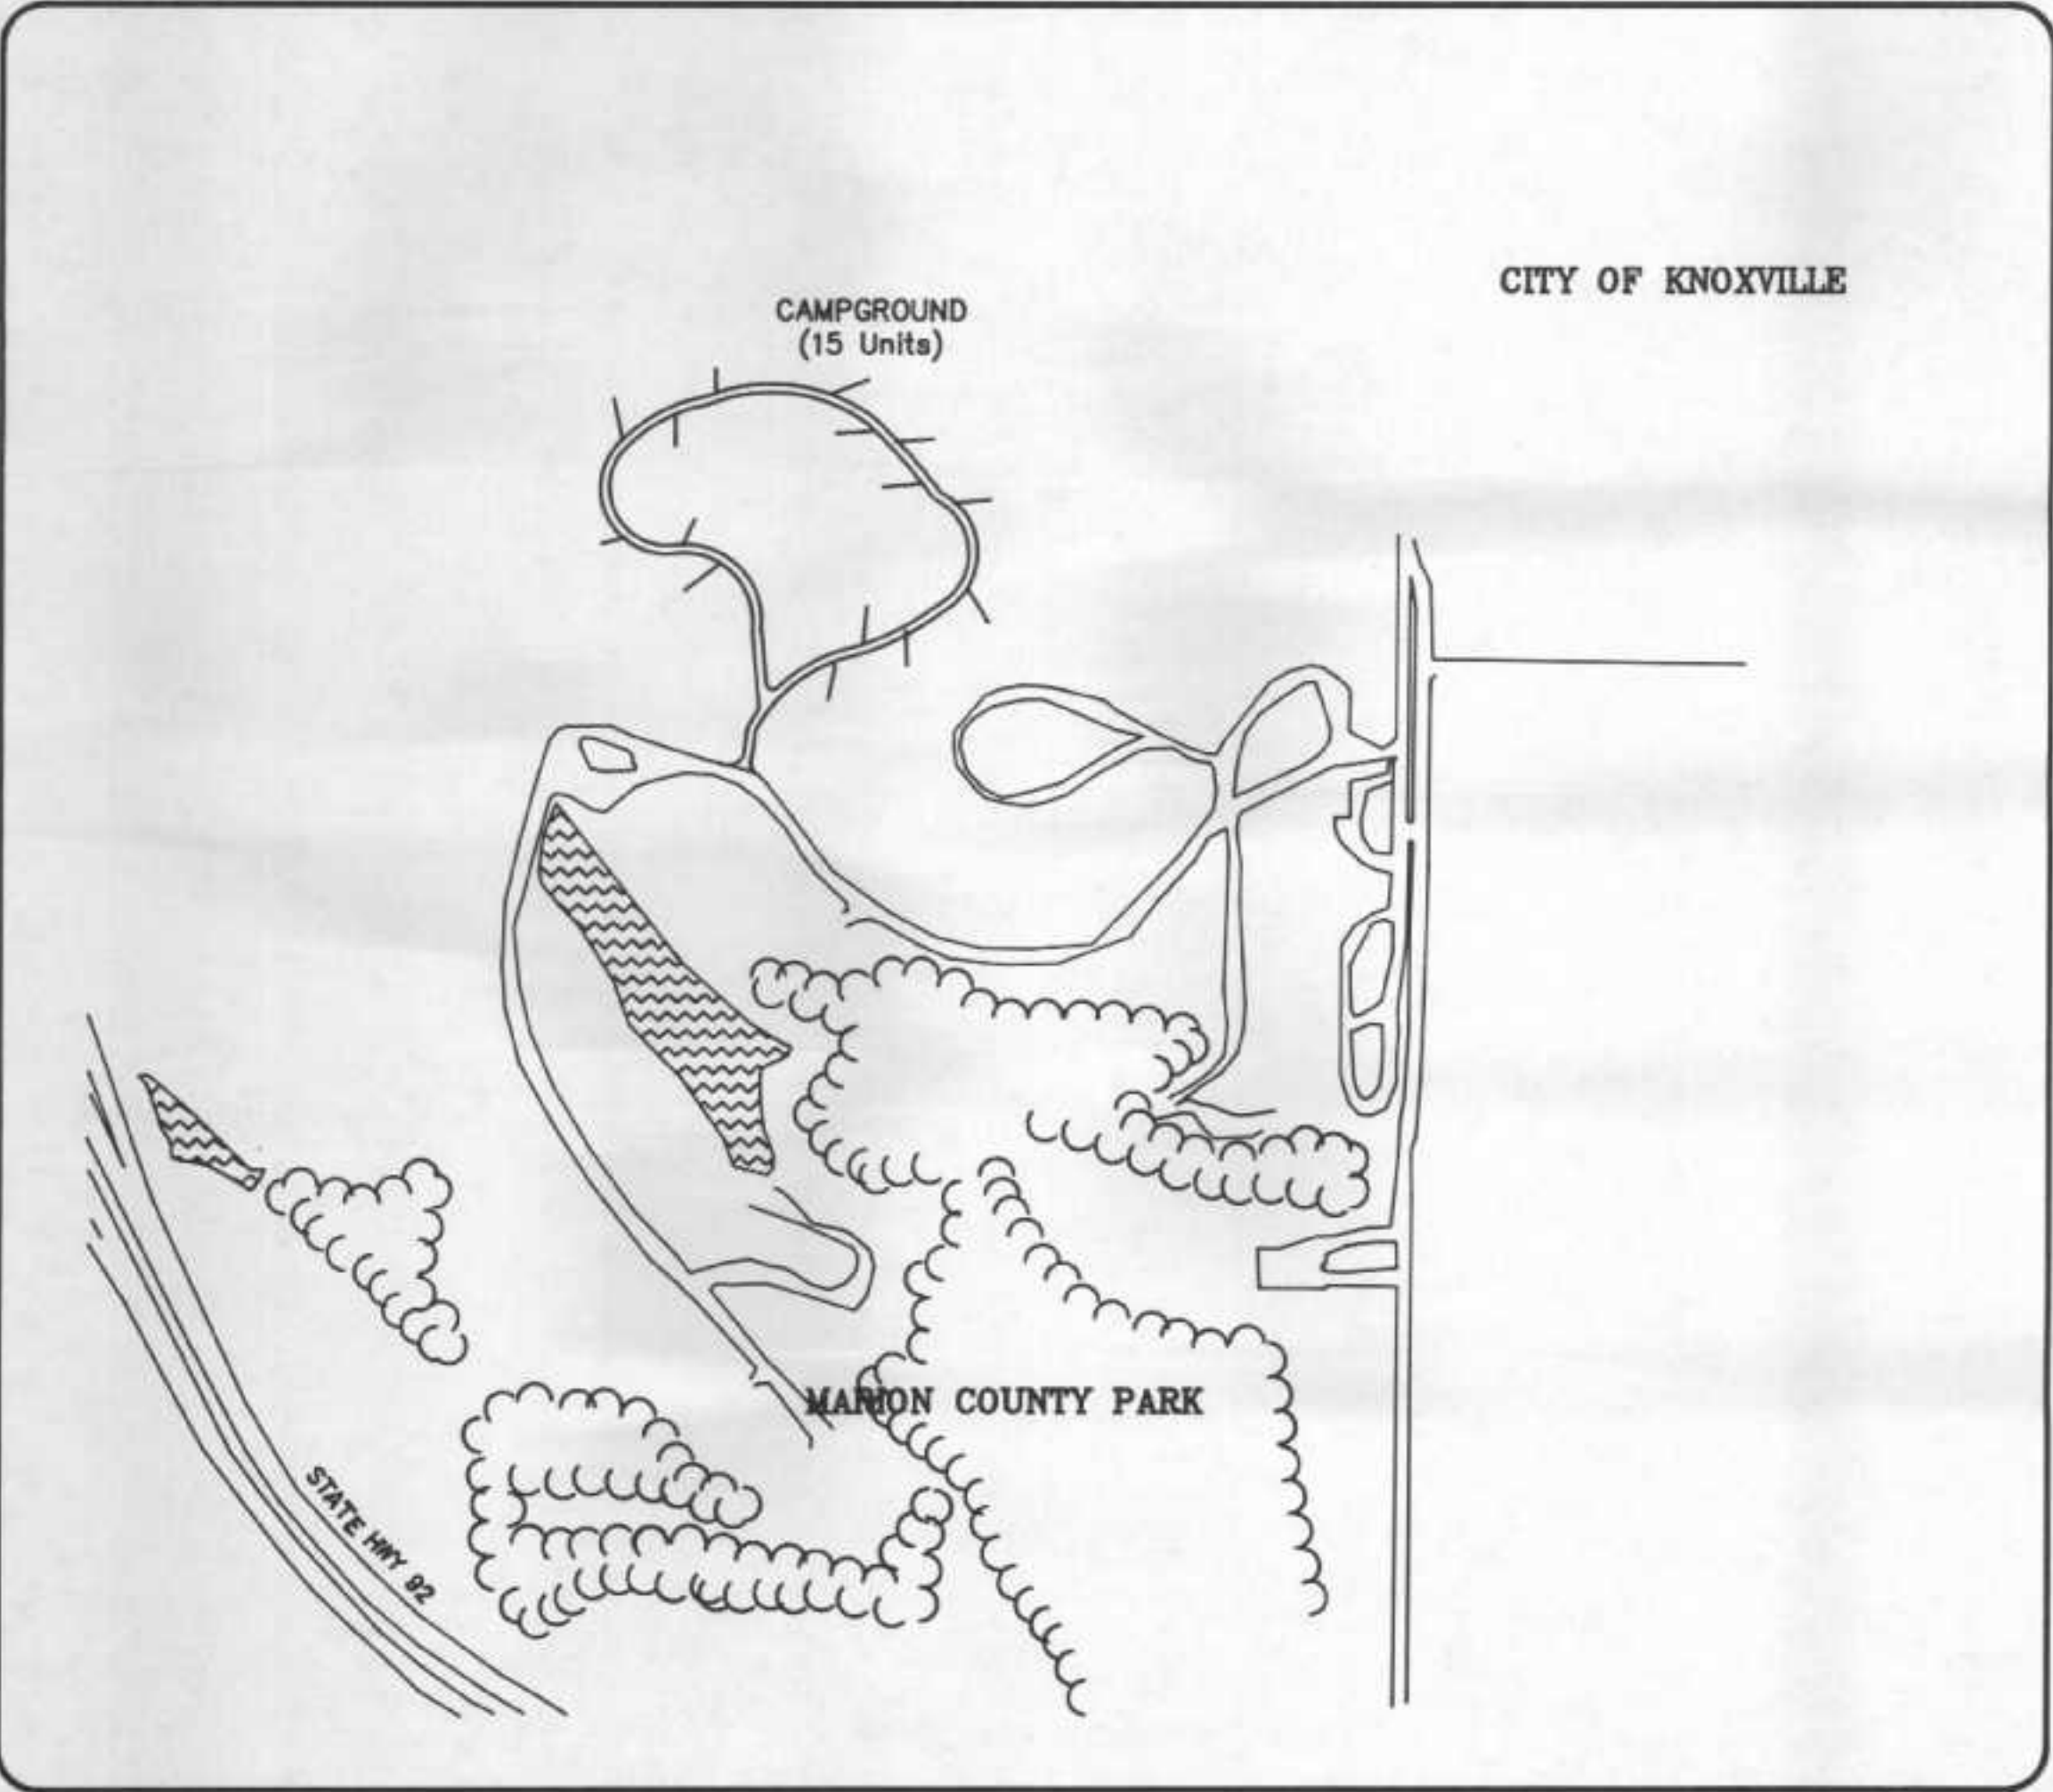 CITY OF KNOXVILLE
CAMPGROUND
(15 Units)
MARION COUNTY PARK
STATE HWY 92